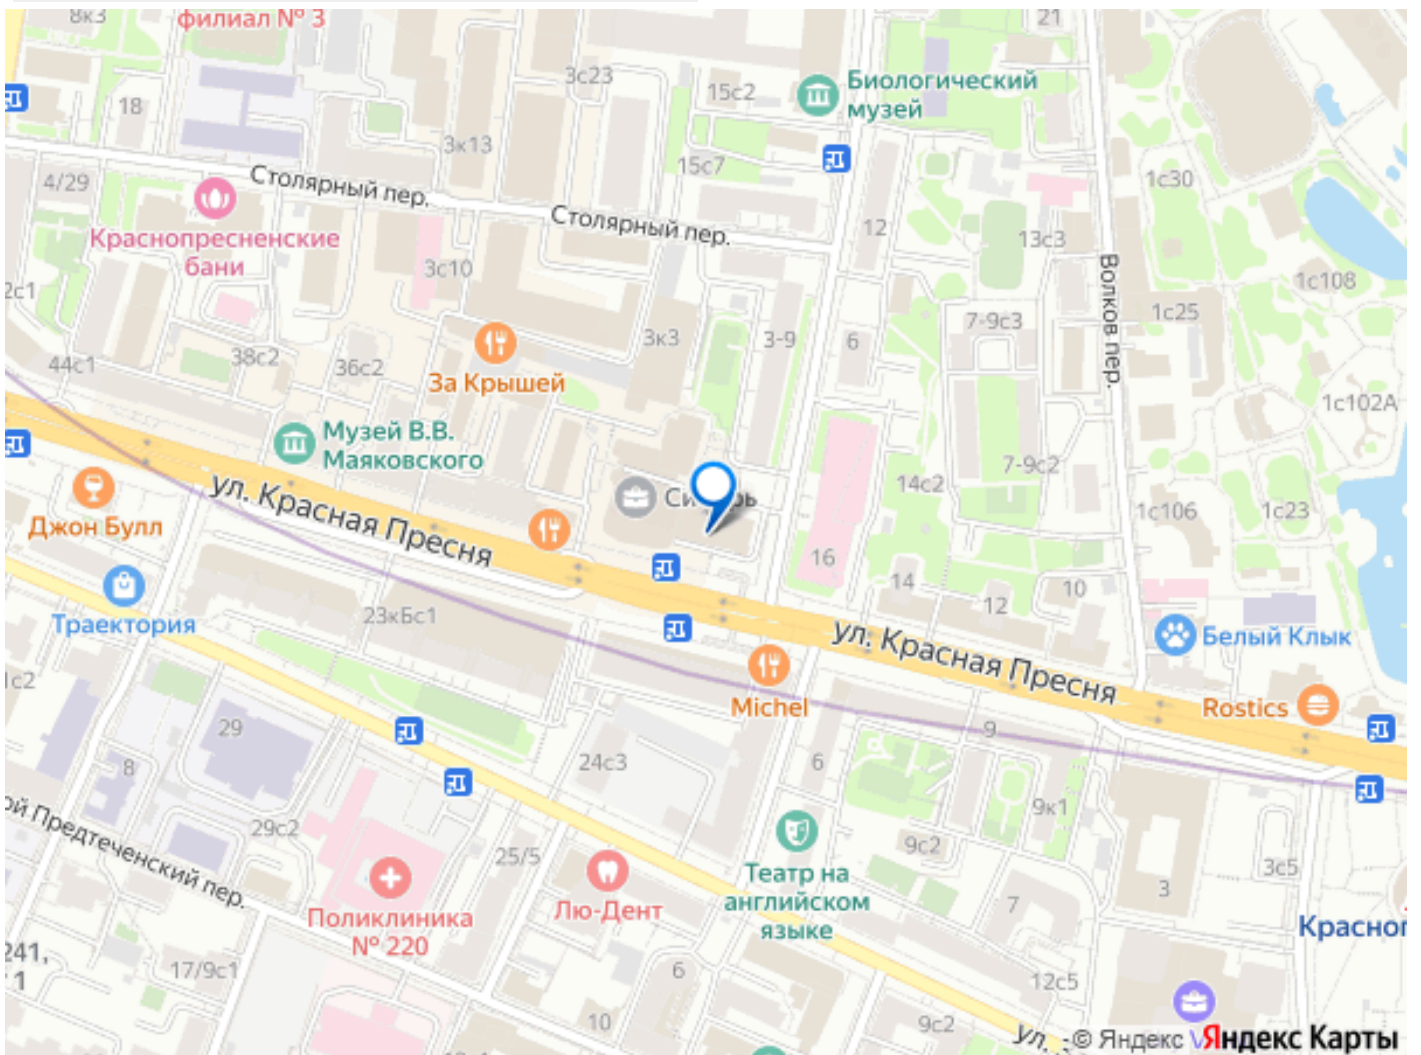 8к3
филиал № 3
21
3с23
15с2
Биологический
музей
18
3к13
15с7
4/29
Столярный пер.
Столярный пер.
1с30
12
13с3
Краснопресненские
бани
3с10
Волков пер.
1с108
2с1
1с25
3к3
3-9
6
7-9с3
44с1
38с2
36с2
За Крышей
1с102А
Музей В.В.
Маяковского
7-9с2
14с2
ул. Красная Пресня
1с106
1с23
Джон Булл
16
14
12
10
23кБс1
Траектория
ул. Красная Пресня
Белый Клык
1с2
Michel
Rostics
29
9
8
24с3
6
9к1
29с2
ой Предтеченский пер.
25/5
9с2
3с5
Театр на
английском
языке
3
7
Лю-Дент
Поликлиника
№ 220
Красног
241,
1
17/9с1
6
12с5
10
9с2
ул.
© Яндекс
Яндекс Карты